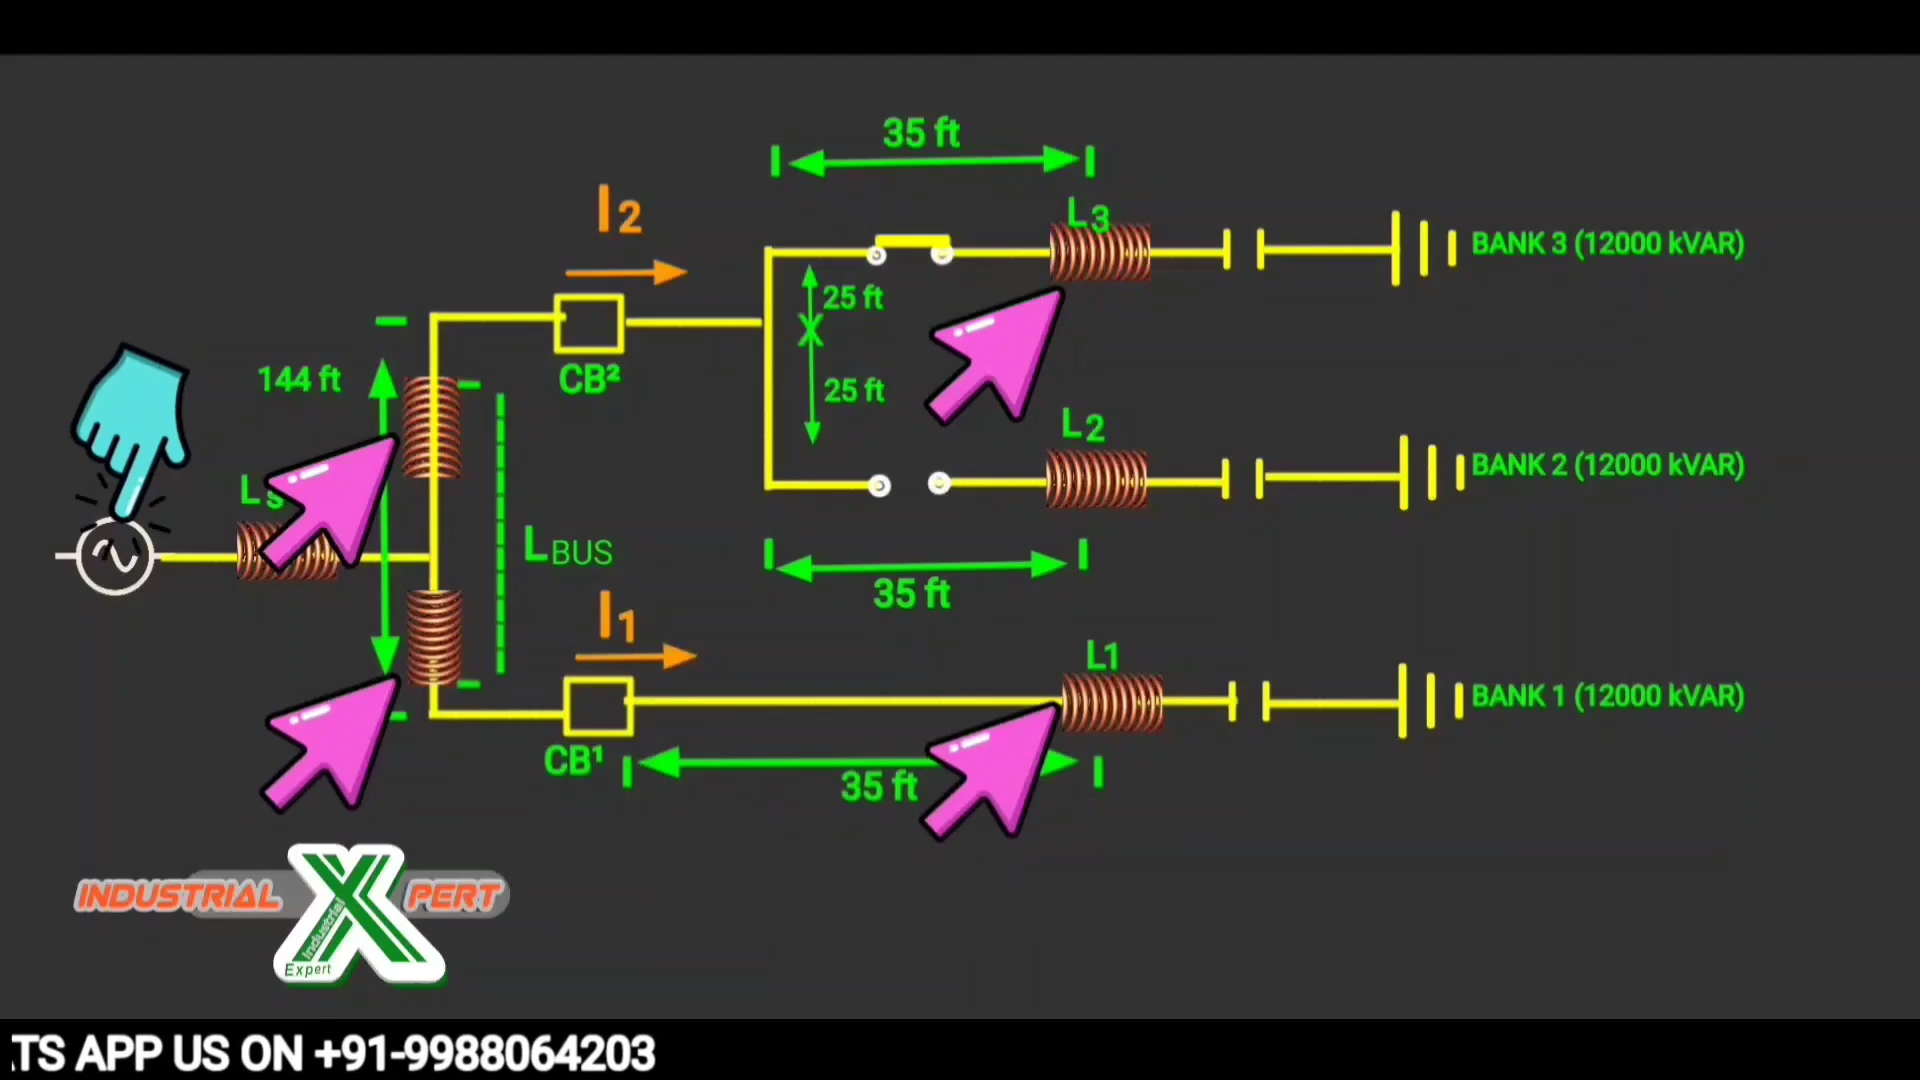 35 ft
I2
L3
BANK 3 (12000 kVAR)
25 ft
CB²
144 ft
25 ft
L2
BANK 2 (12000 kVAR)
Ls
LBUS
35 ft
I1
L1
BANK 1 (12000 kVAR)
CB¹
35 ft
INDUSTRIAL XPERT
Industrial
Expert
TS APP US ON +91-9988064203